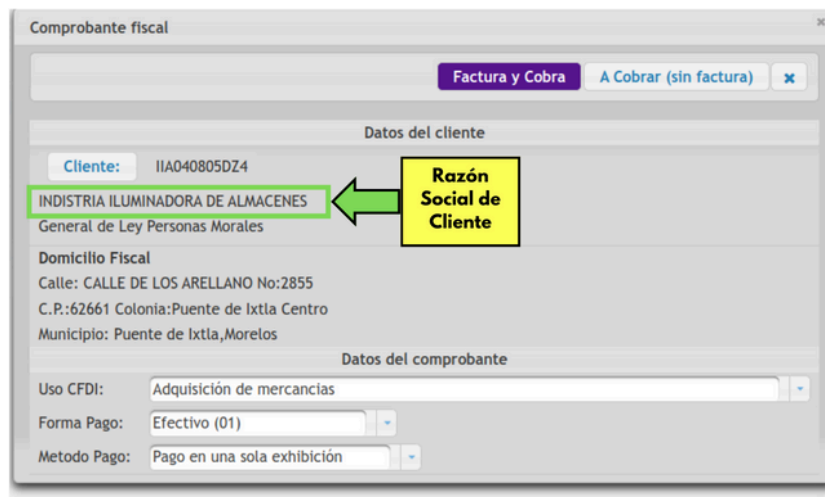 Comprobante fiscal
Factura y Cobra A Cobrar (sin factura)
Datos del cliente
Cliente: IIA040805DZ4
INDISTRIA ILUMINADORA DE ALMACENES
Razón
Social de
Cliente
General de Ley Personas Morales
Domicilio Fiscal
Calle: CALLE DE LOS ARELLANO No:2855
C.P.:62661 Colonia:Puente de Ixtla Centro
Municipio: Puente de Ixtla,Morelos
Datos del comprobante
Uso CFDI: Adquisición de mercancias
Forma Pago: Efectivo (01)
Metodo Pago: Pago en una sola exhibición